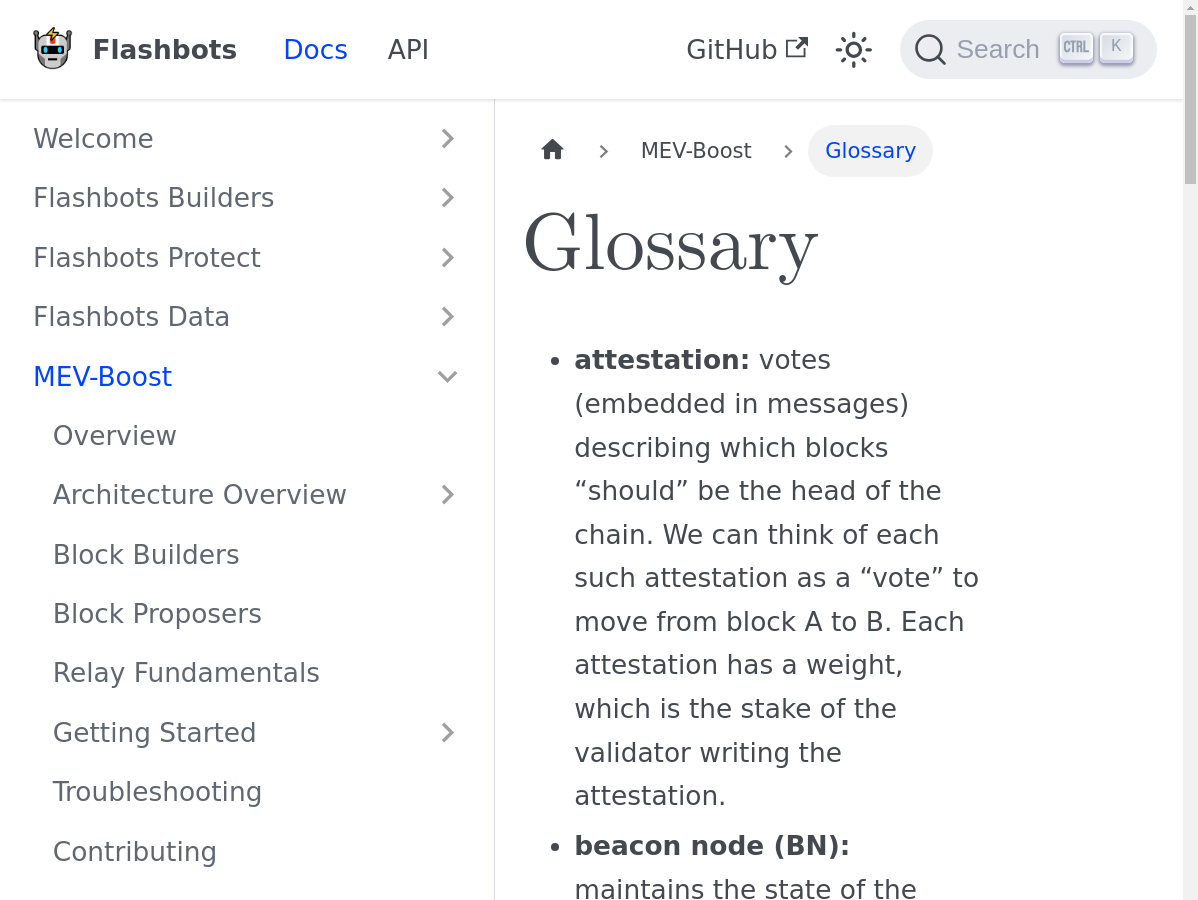 Flashbots Docs API GitHub Search CTRL K
Welcome
Flashbots Builders
Flashbots Protect
Flashbots Data
MEV-Boost
Overview
Architecture Overview
Block Builders
Block Proposers
Relay Fundamentals
Getting Started
Troubleshooting
Contributing
MEV-Boost Glossary
Glossary
attestation: votes
(embedded in messages)
describing which blocks
“should” be the head of the
chain. We can think of each
such attestation as a “vote” to
move from block A to B. Each
attestation has a weight,
which is the stake of the
validator writing the
attestation.
beacon node (BN):
maintains the state of the